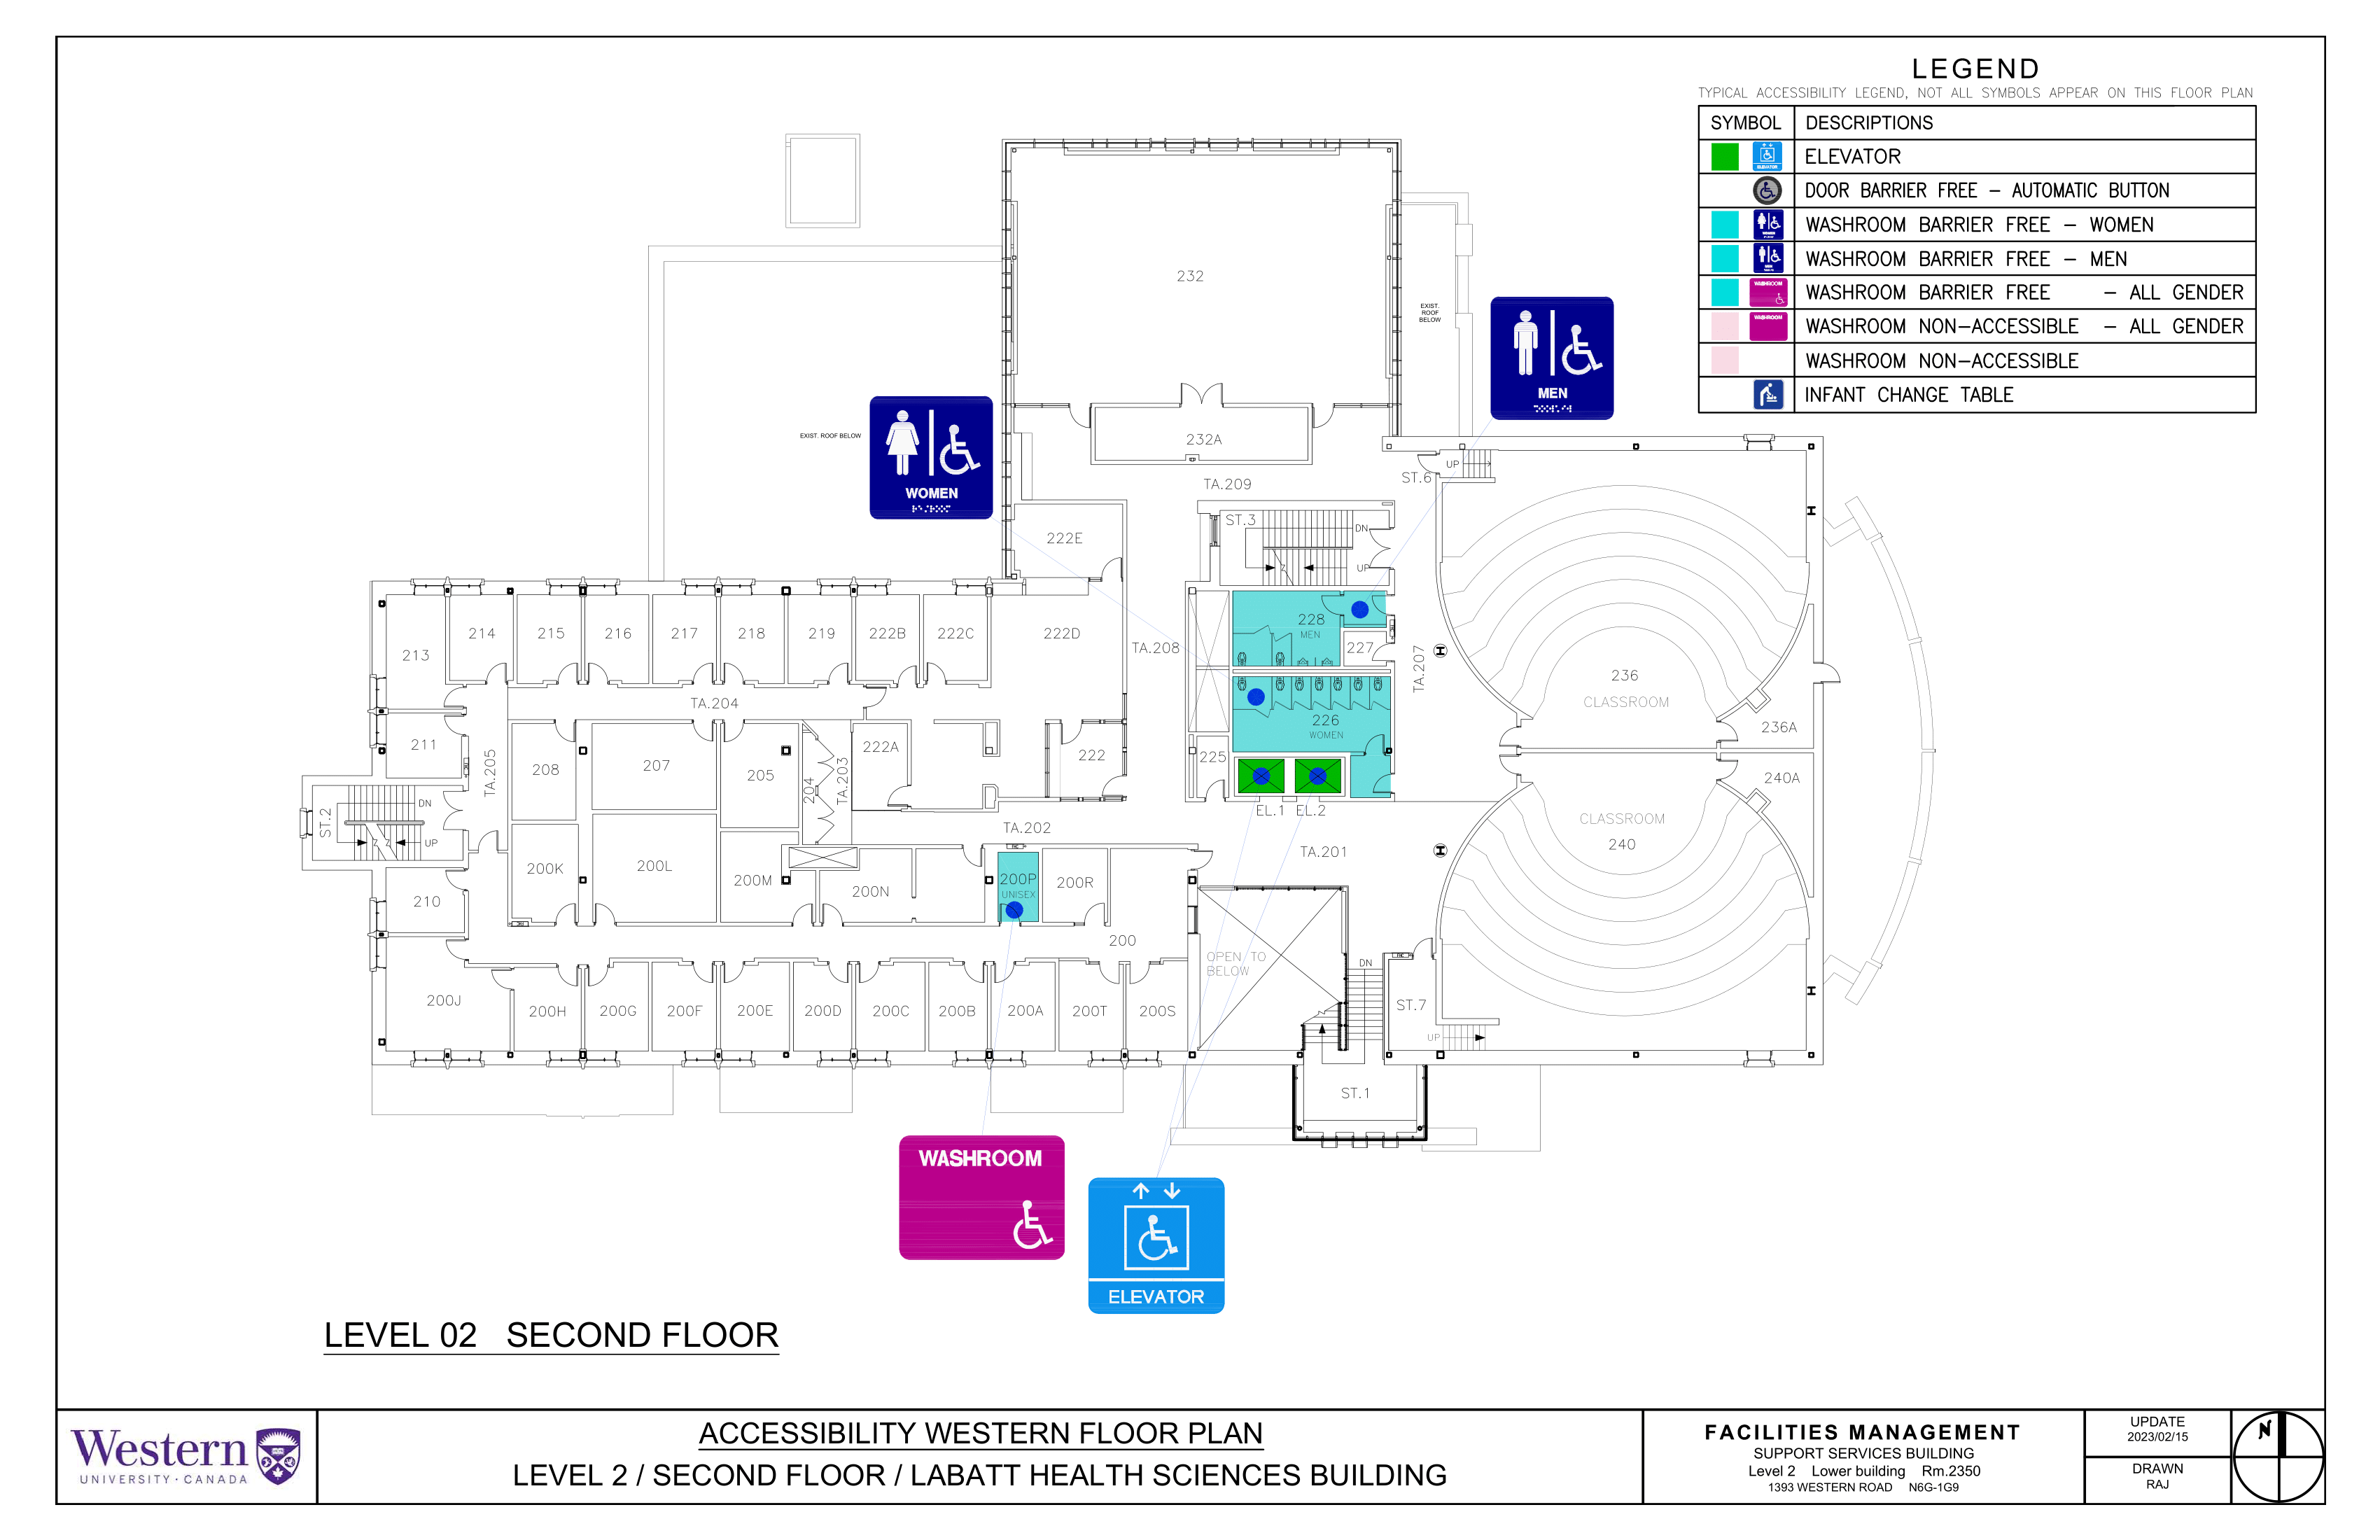 LEGEND
TYPICAL ACCESSIBILITY LEGEND, NOT ALL SYMBOLS APPEAR ON THIS FLOOR PLAN
SYMBOL DESCRIPTIONS
ELEVATOR ELEVATOR
DOOR BARRIER FREE – AUTOMATIC BUTTON
WOMEN WASHROOM BARRIER FREE – WOMEN
MEN WASHROOM BARRIER FREE – MEN
WASHROOM WASHROOM BARRIER FREE – ALL GENDER
WASHROOM WASHROOM NON–ACCESSIBLE – ALL GENDER
WASHROOM NON–ACCESSIBLE
INFANT CHANGE TABLE
232
EXIST.
ROOF
BELOW
MEN
EXIST. ROOF BELOW
WOMEN
232A
UP
ST.6
TA.209
ST.3
DN
UP
222E
213
214
215
216
217
218
219
222B
222C
222D
TA.208
228
MEN
227
TA.207
236
CLASSROOM
236A
TA.204
226
WOMEN
211
TA.205
208
207
205
204
TA.203
222A
222
225
240A
EL.1 EL.2
CLASSROOM
240
ST.2
DN
UP
TA.202
TA.201
200K
200L
200M
200N
200P
UNISEX
200R
210
200
OPEN TO
BELOW
DN
ST.7
UP
200J
200H
200G
200F
200E
200D
200C
200B
200A
200T
200S
ST.1
WASHROOM
ELEVATOR
LEVEL 02 SECOND FLOOR
Western
UNIVERSITY · CANADA
ACCESSIBILITY WESTERN FLOOR PLAN
LEVEL 2 / SECOND FLOOR / LABATT HEALTH SCIENCES BUILDING
FACILITIES MANAGEMENT
SUPPORT SERVICES BUILDING
Level 2 Lower building Rm.2350
1393 WESTERN ROAD N6G-1G9
UPDATE
2023/02/15
DRAWN
RAJ
N